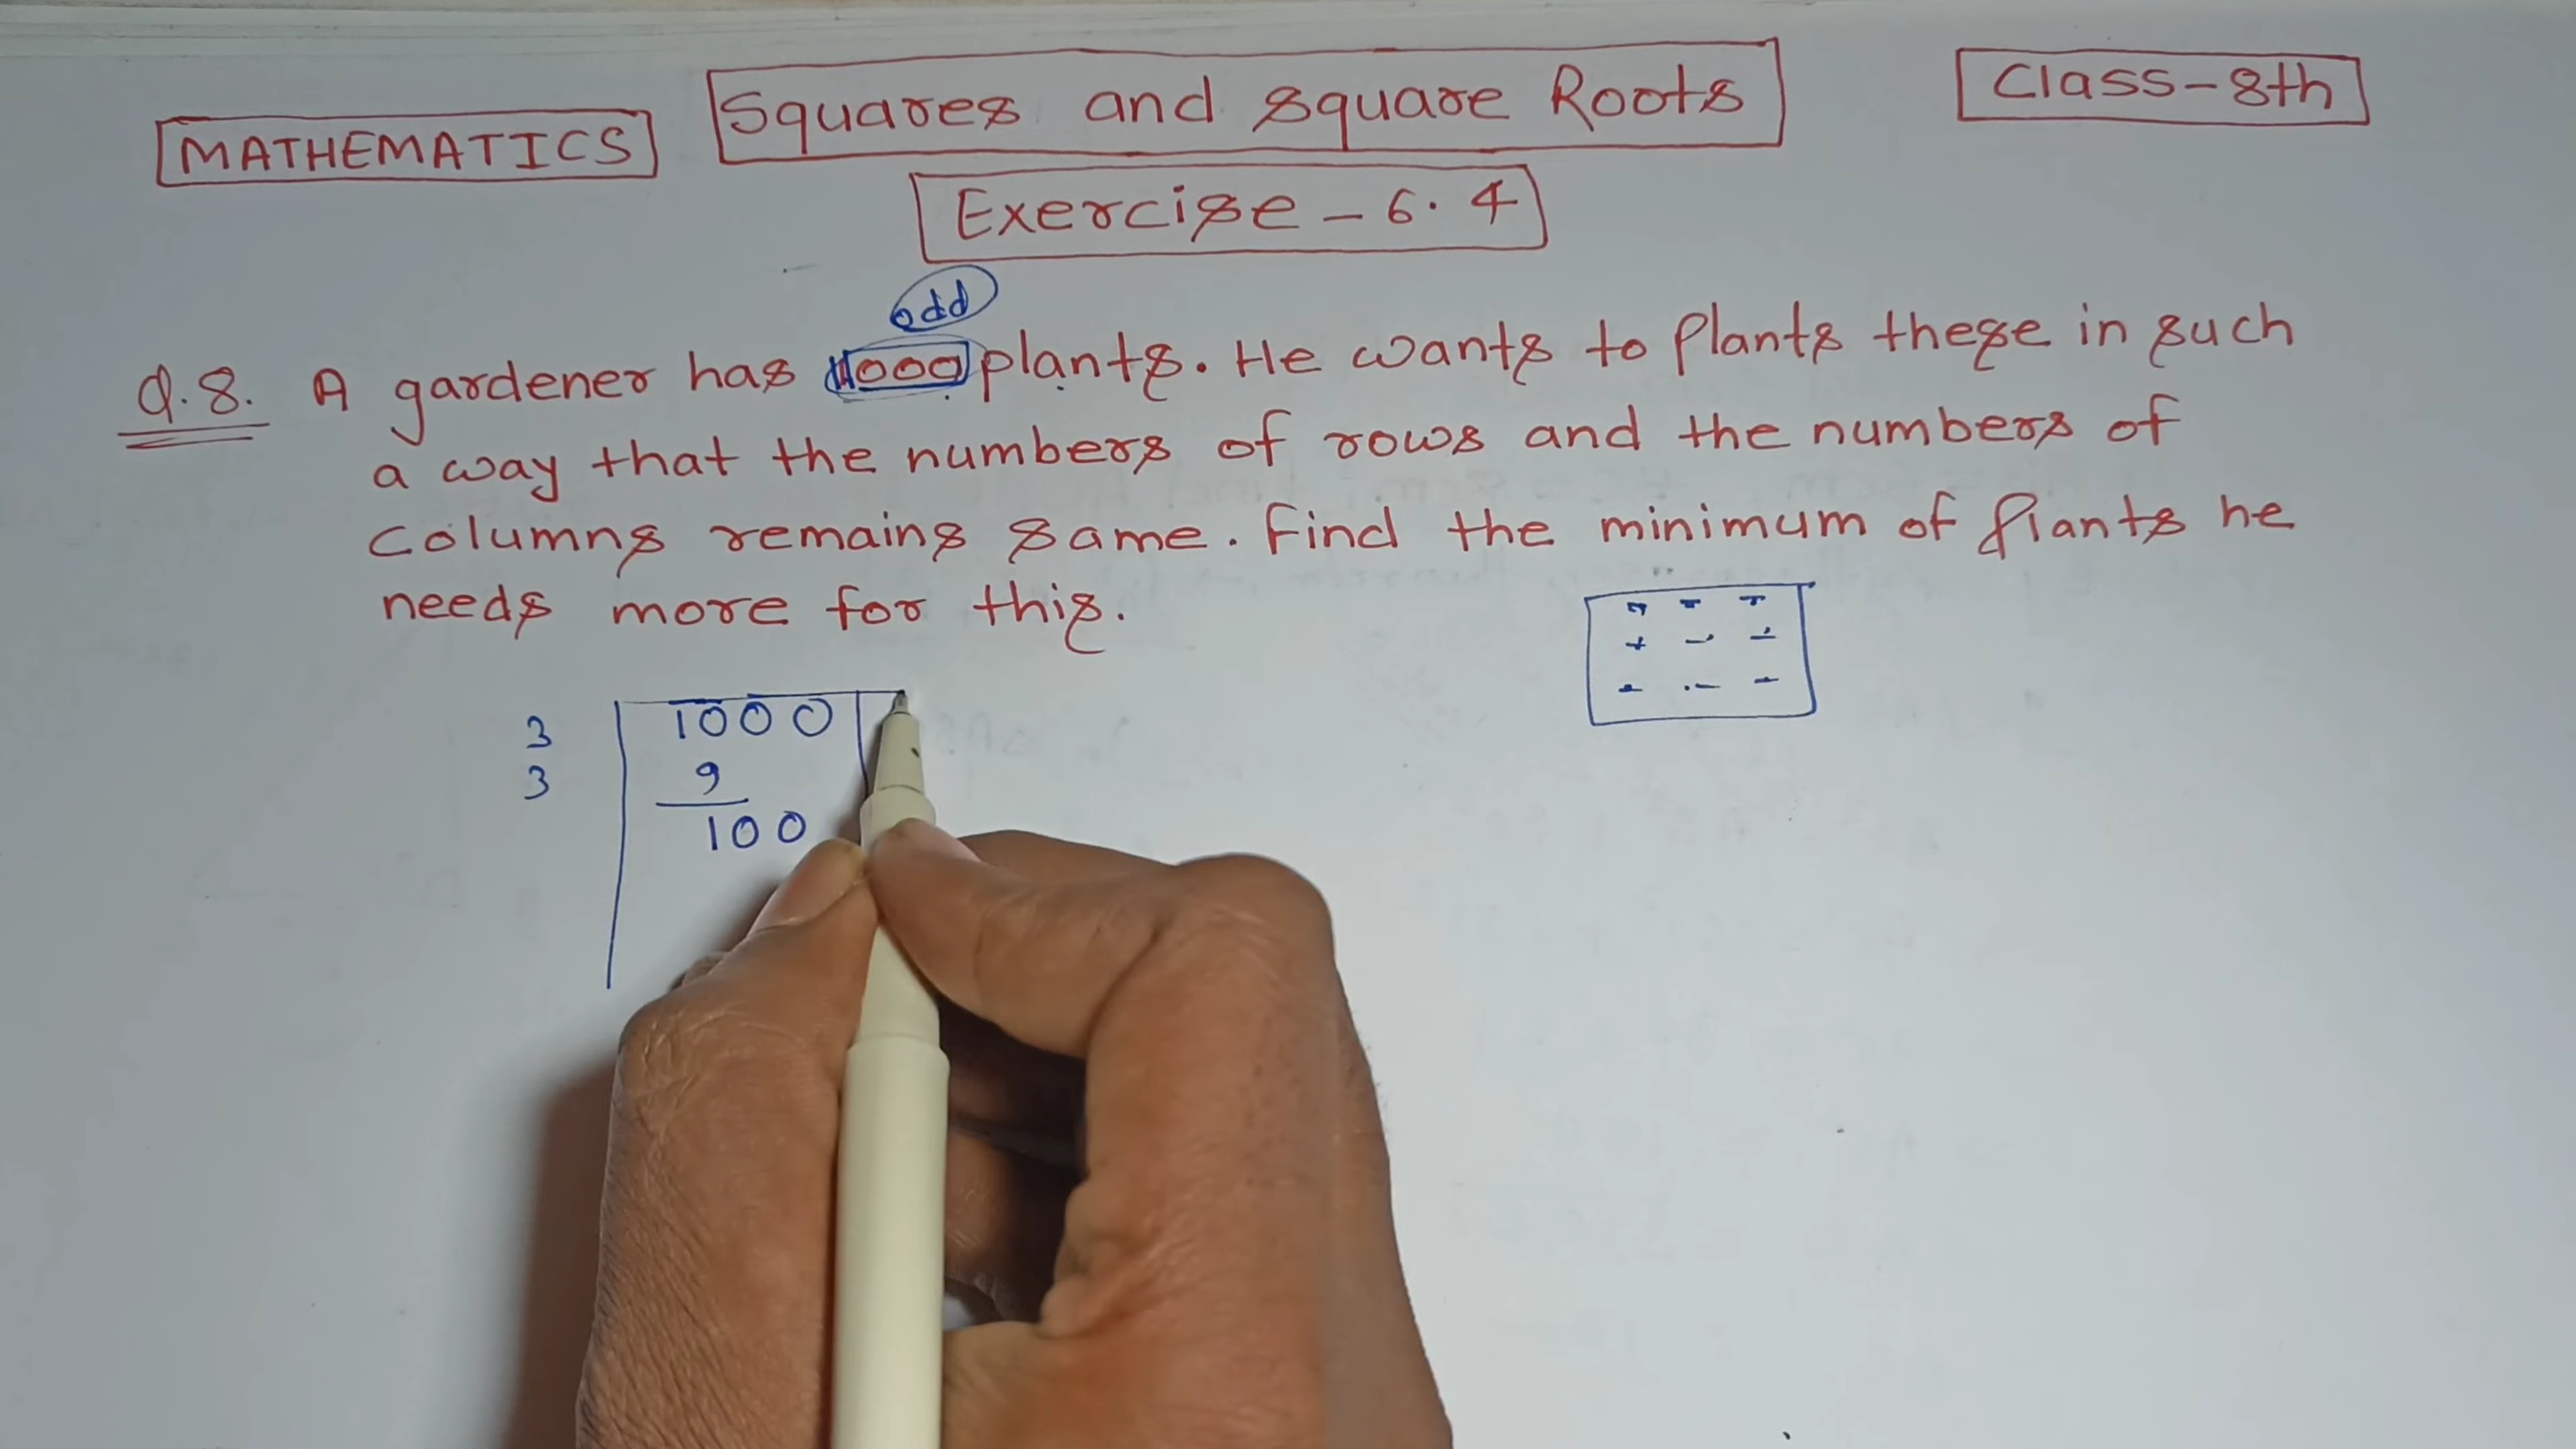 MATHEMATICS
Squares and square Roots
Class-8th
Exercise-6.4
odd
Q.8. A gardener has 1000 plants. He wants to Plants these in such
a way that the numbers of rows and the numbers of
columns remains same. Find the minimum of Plants he
needs more for this.
3 1000
3 9
100